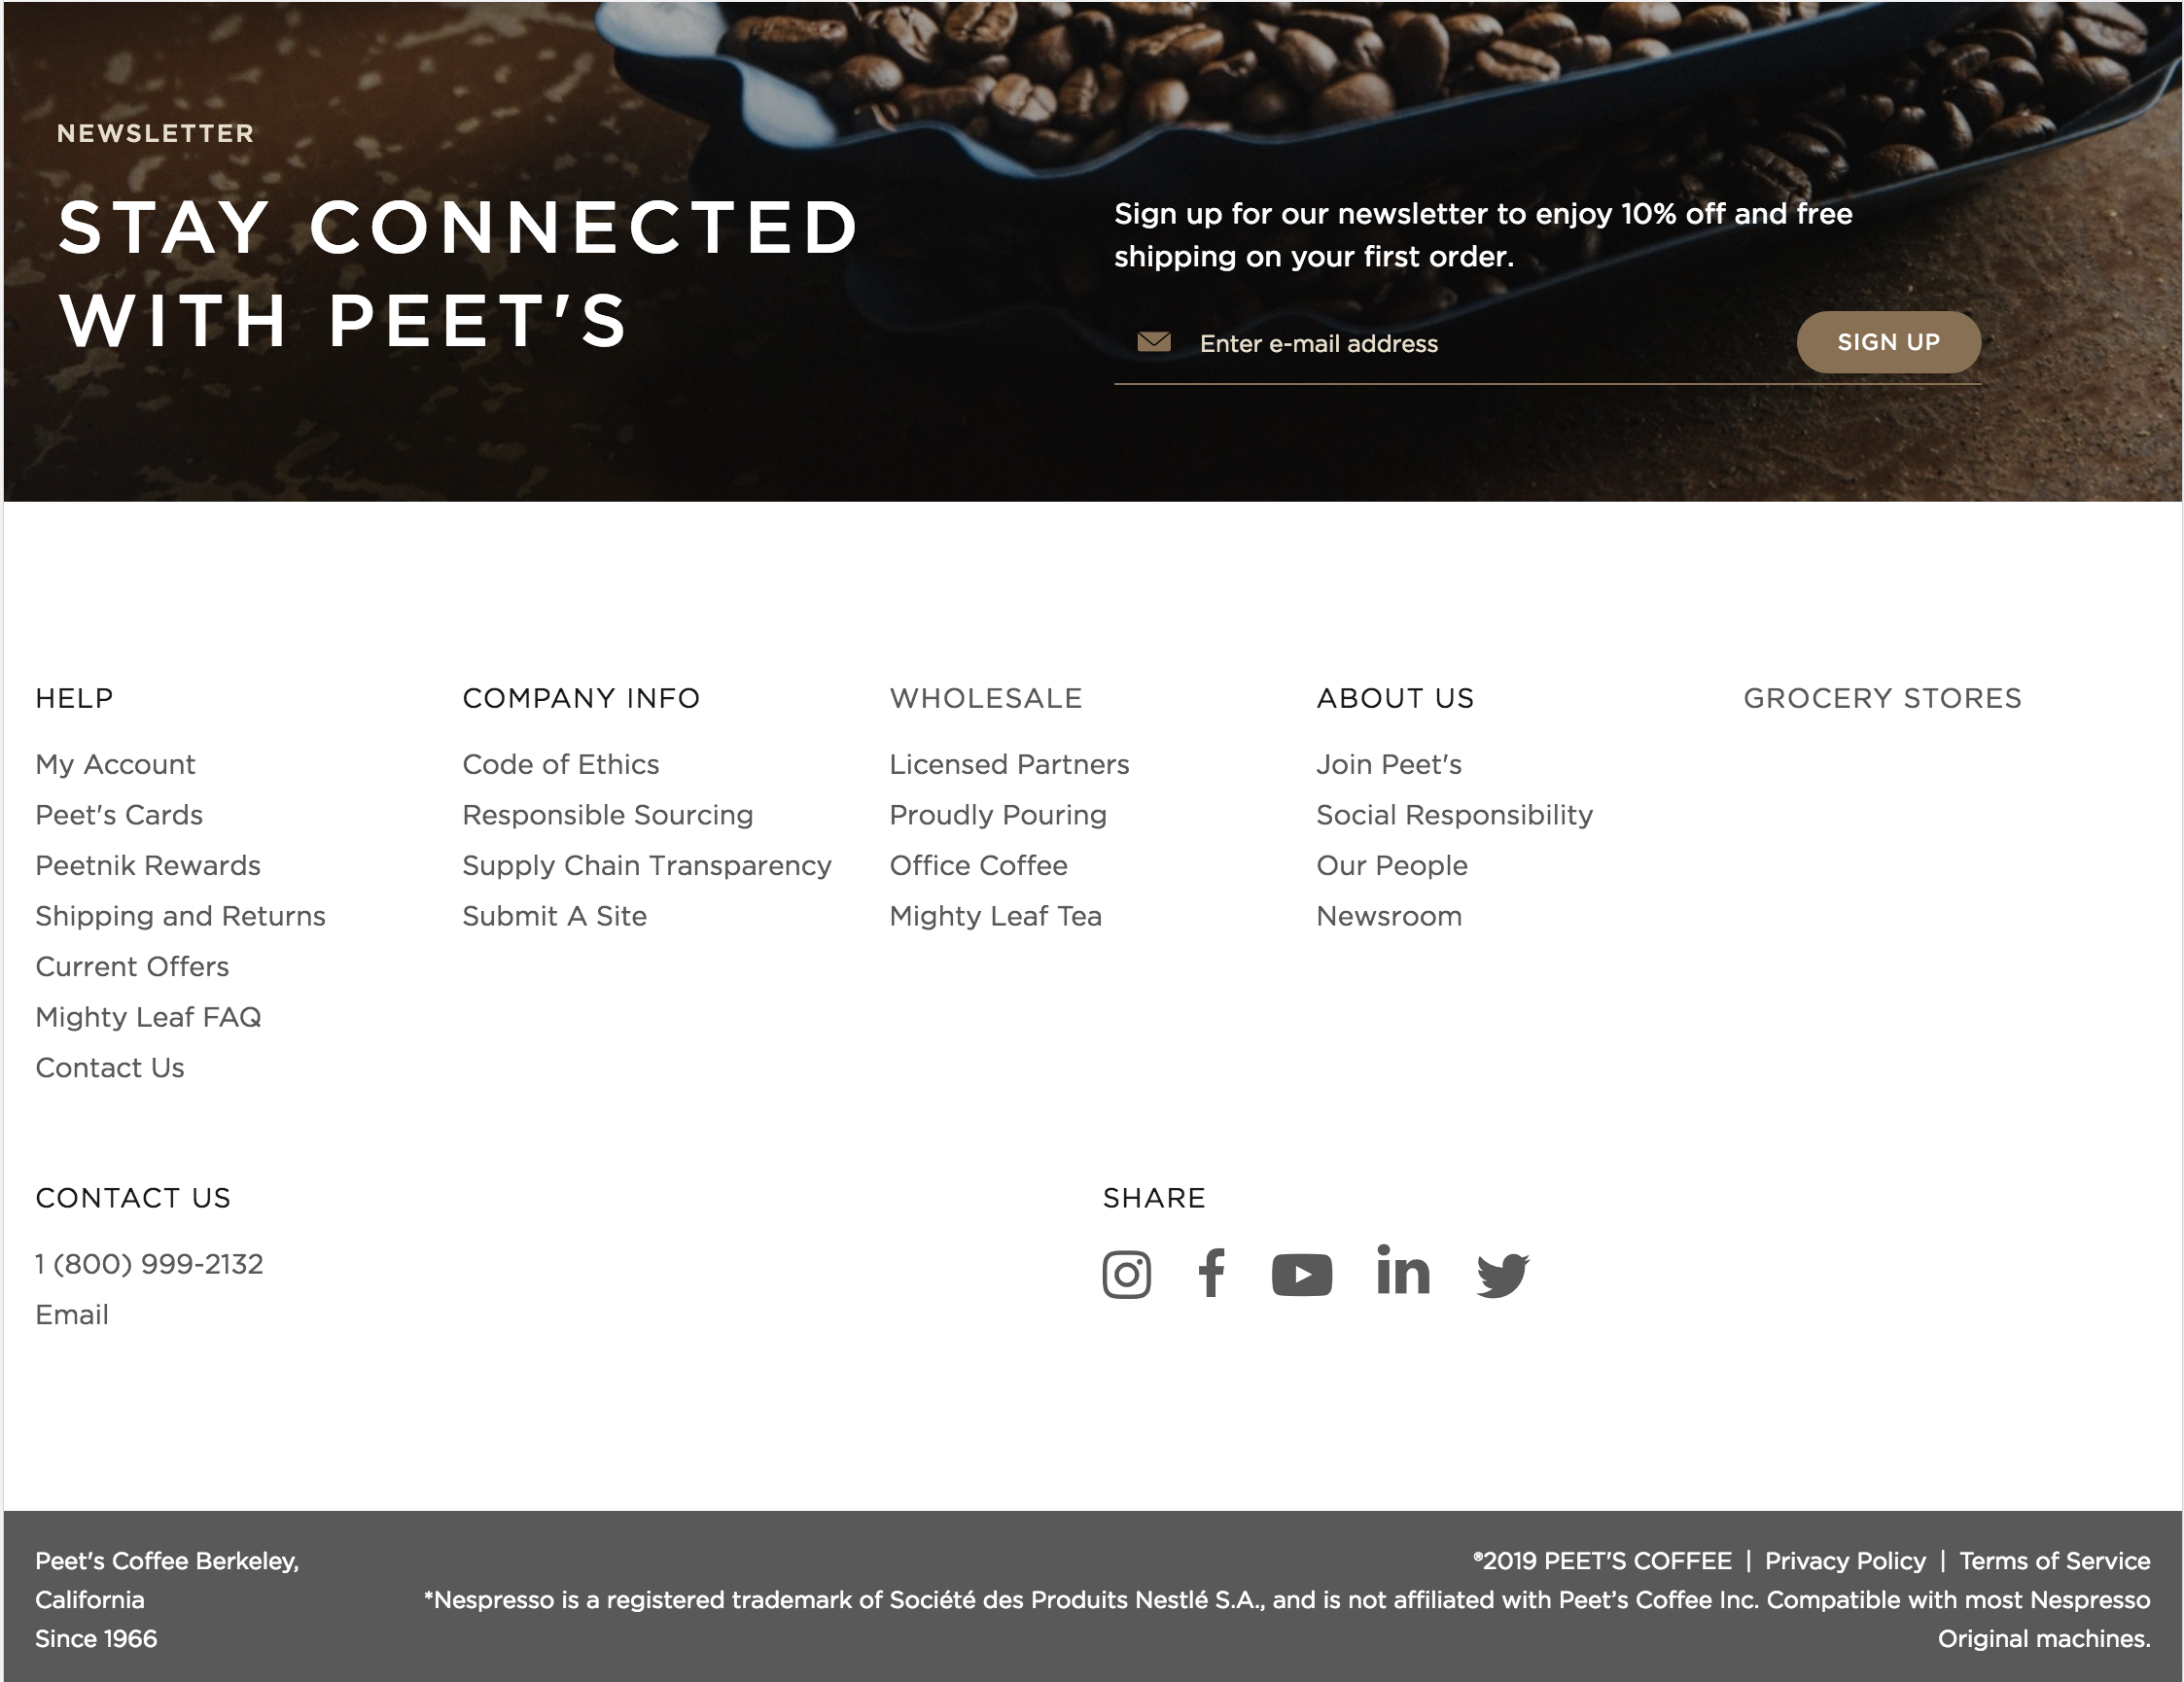 NEWSLETTER
STAY CONNECTED
WITH PEET'S
Sign up for our newsletter to enjoy 10% off and free
shipping on your first order.
Enter e-mail address
SIGN UP
HELP
My Account
Peet's Cards
Peetnik Rewards
Shipping and Returns
Current Offers
Mighty Leaf FAQ
Contact Us
COMPANY INFO
Code of Ethics
Responsible Sourcing
Supply Chain Transparency
Submit A Site
WHOLESALE
Licensed Partners
Proudly Pouring
Office Coffee
Mighty Leaf Tea
ABOUT US
Join Peet's
Social Responsibility
Our People
Newsroom
GROCERY STORES
CONTACT US
1 (800) 999-2132
Email
SHARE
Peet's Coffee Berkeley,
California
Since 1966
®2019 PEET'S COFFEE | Privacy Policy | Terms of Service
*Nespresso is a registered trademark of Société des Produits Nestlé S.A., and is not affiliated with Peet’s Coffee Inc. Compatible with most Nespresso
Original machines.